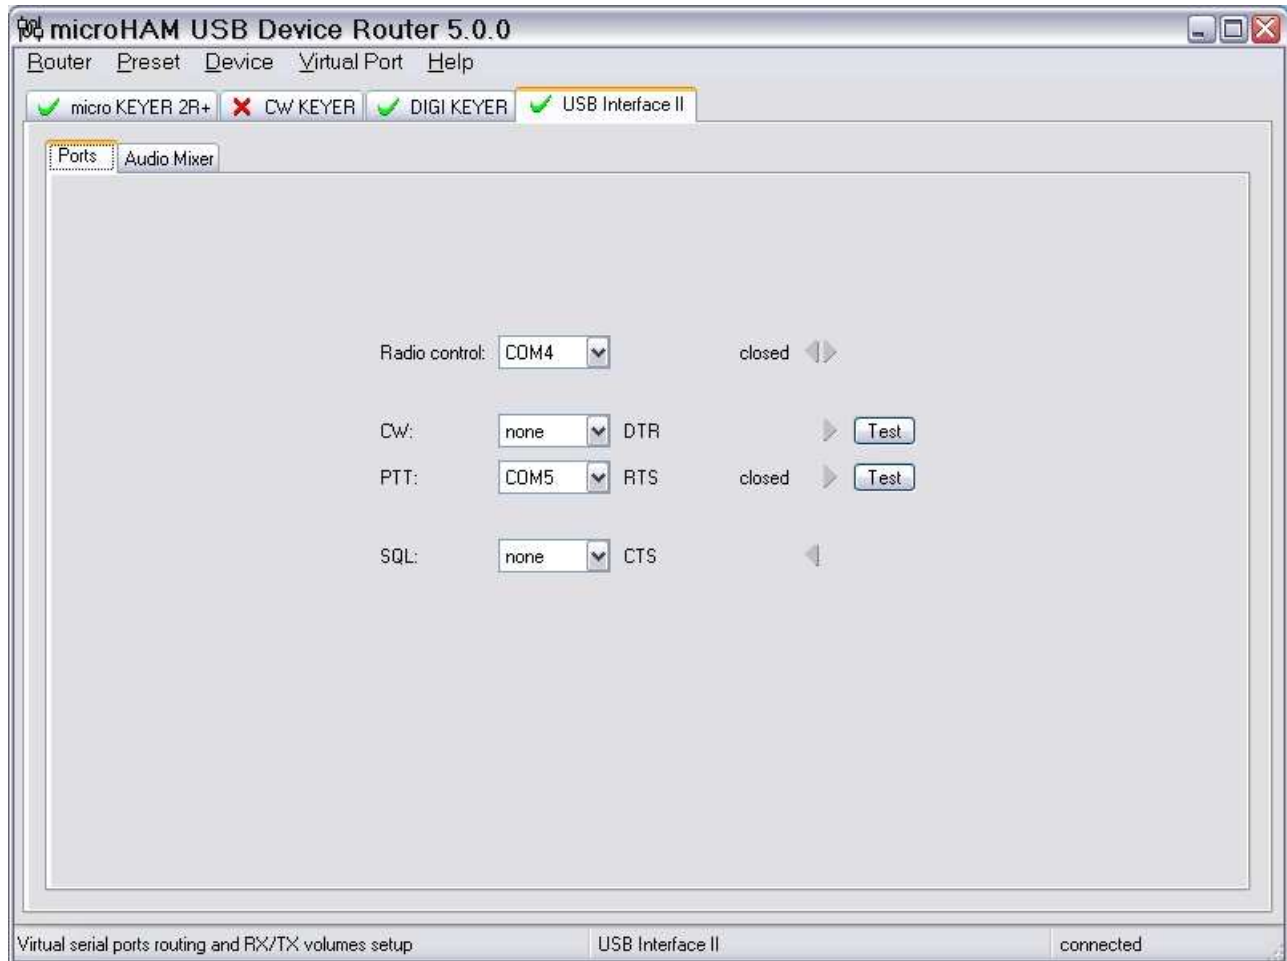 microHAM USB Device Router 5.0.0
Router Preset Device Virtual Port Help
micro KEYER 2R+ CW KEYER DIGI KEYER USB Interface II
Ports Audio Mixer
Radio control: COM4 closed
CW: none DTR Test
PTT: COM5 RTS closed Test
SQL: none CTS
Virtual serial ports routing and RX/TX volumes setup USB Interface II connected